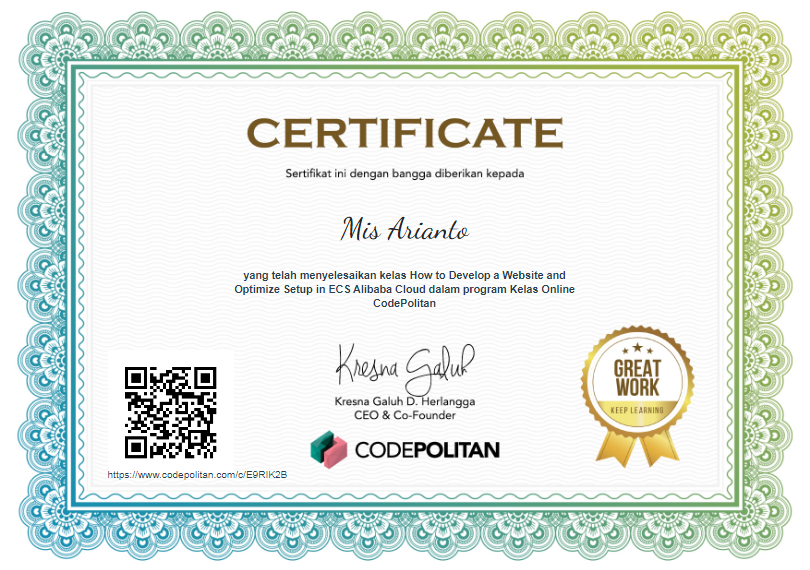 CERTIFICATE
Sertifikat ini dengan bangga diberikan kepada
Mis Arianto
yang telah menyelesaikan kelas How to Develop a Website and
Optimize Setup in ECS Alibaba Cloud dalam program Kelas Online
CodePolitan
Kresna Galuh
Kresna Galuh D. Herlangga
CEO & Co-Founder
CODEPOLITAN
GREAT
WORK
KEEP LEARNING
https://www.codepolitan.com/c/E9RIK2B